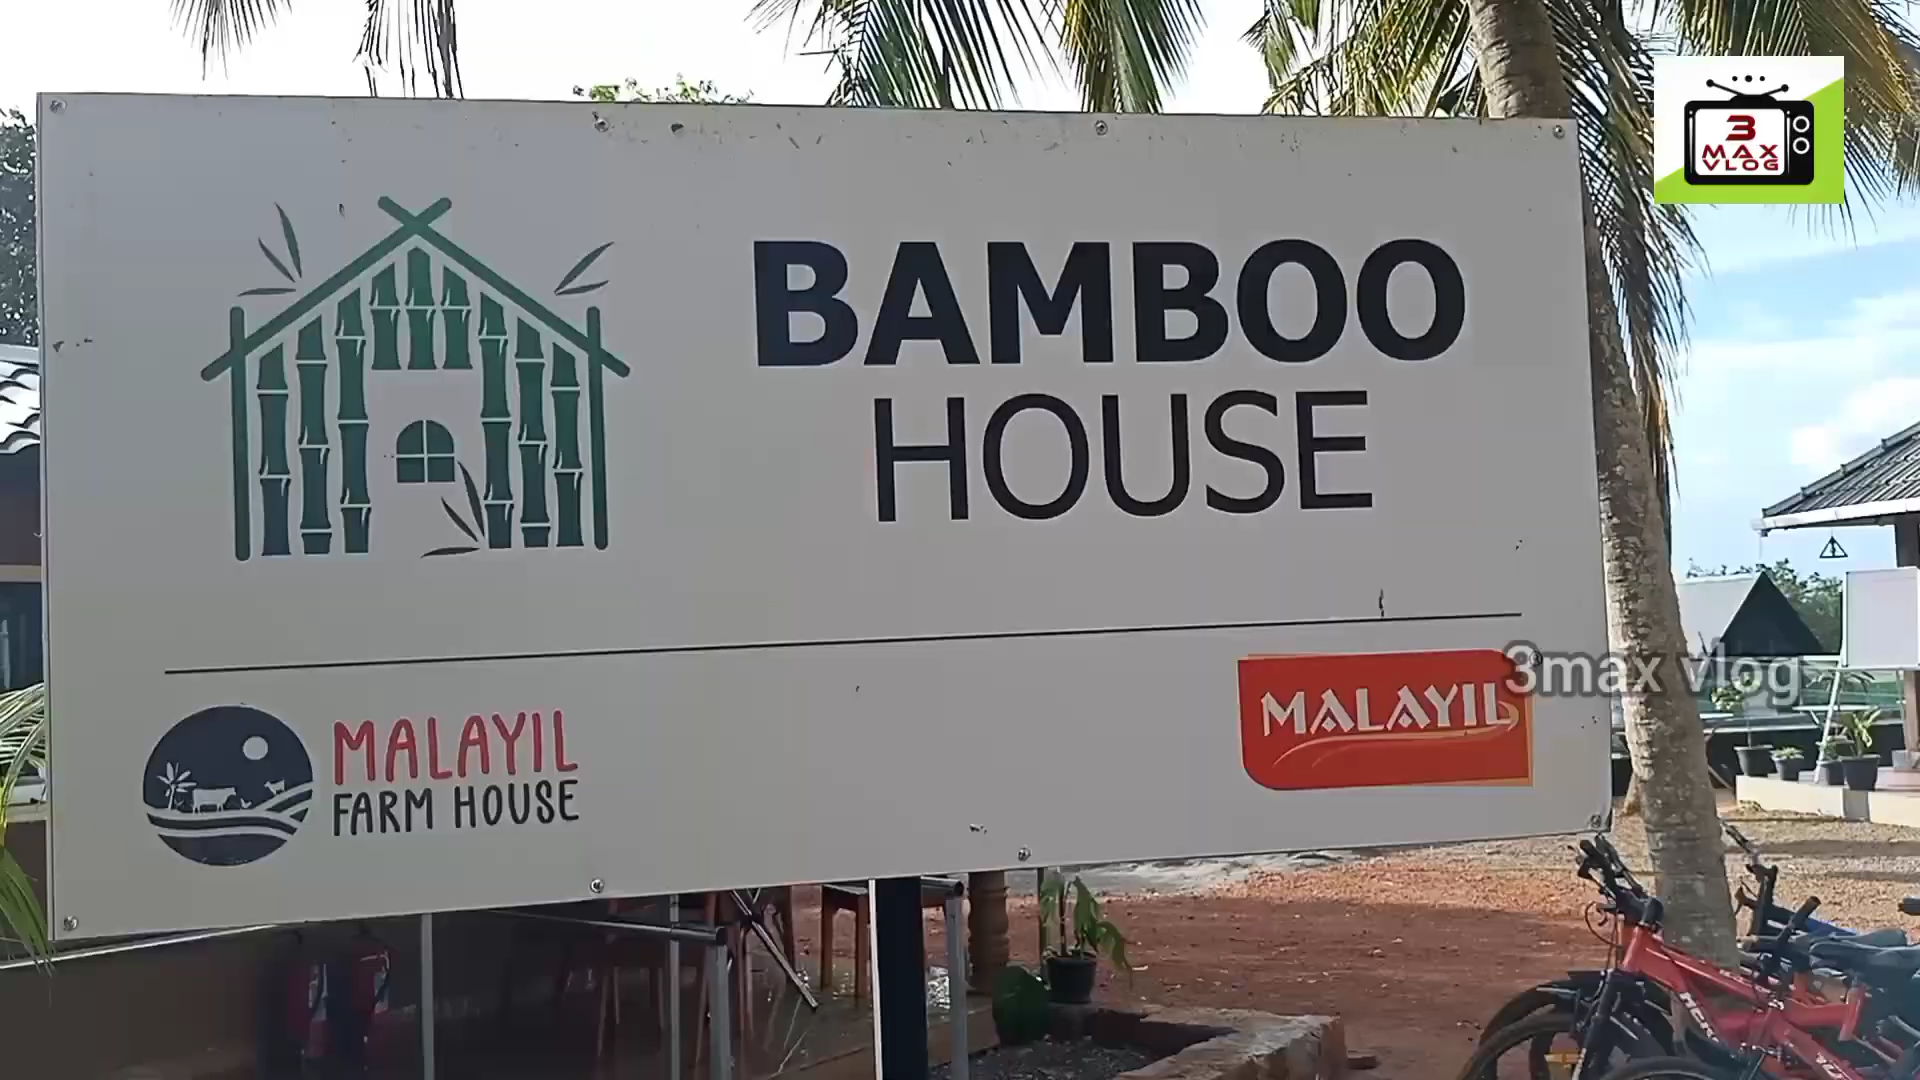 3
MAX
VLOG
BAMBOO
HOUSE
3max vlog
MALAYIL
FARM HOUSE
MALAYIL